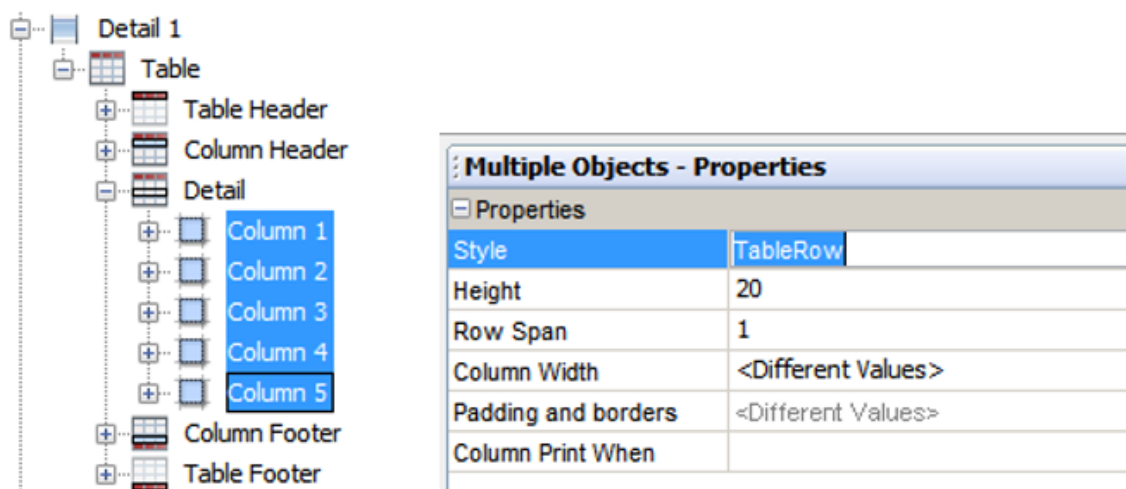 Detail 1
Table
Table Header
Column Header
Detail
Column 1
Column 2
Column 3
Column 4
Column 5
Column Footer
Table Footer
Multiple Objects - Properties
Properties
Style TableRow
Height 20
Row Span 1
Column Width <Different Values>
Padding and borders <Different Values>
Column Print When